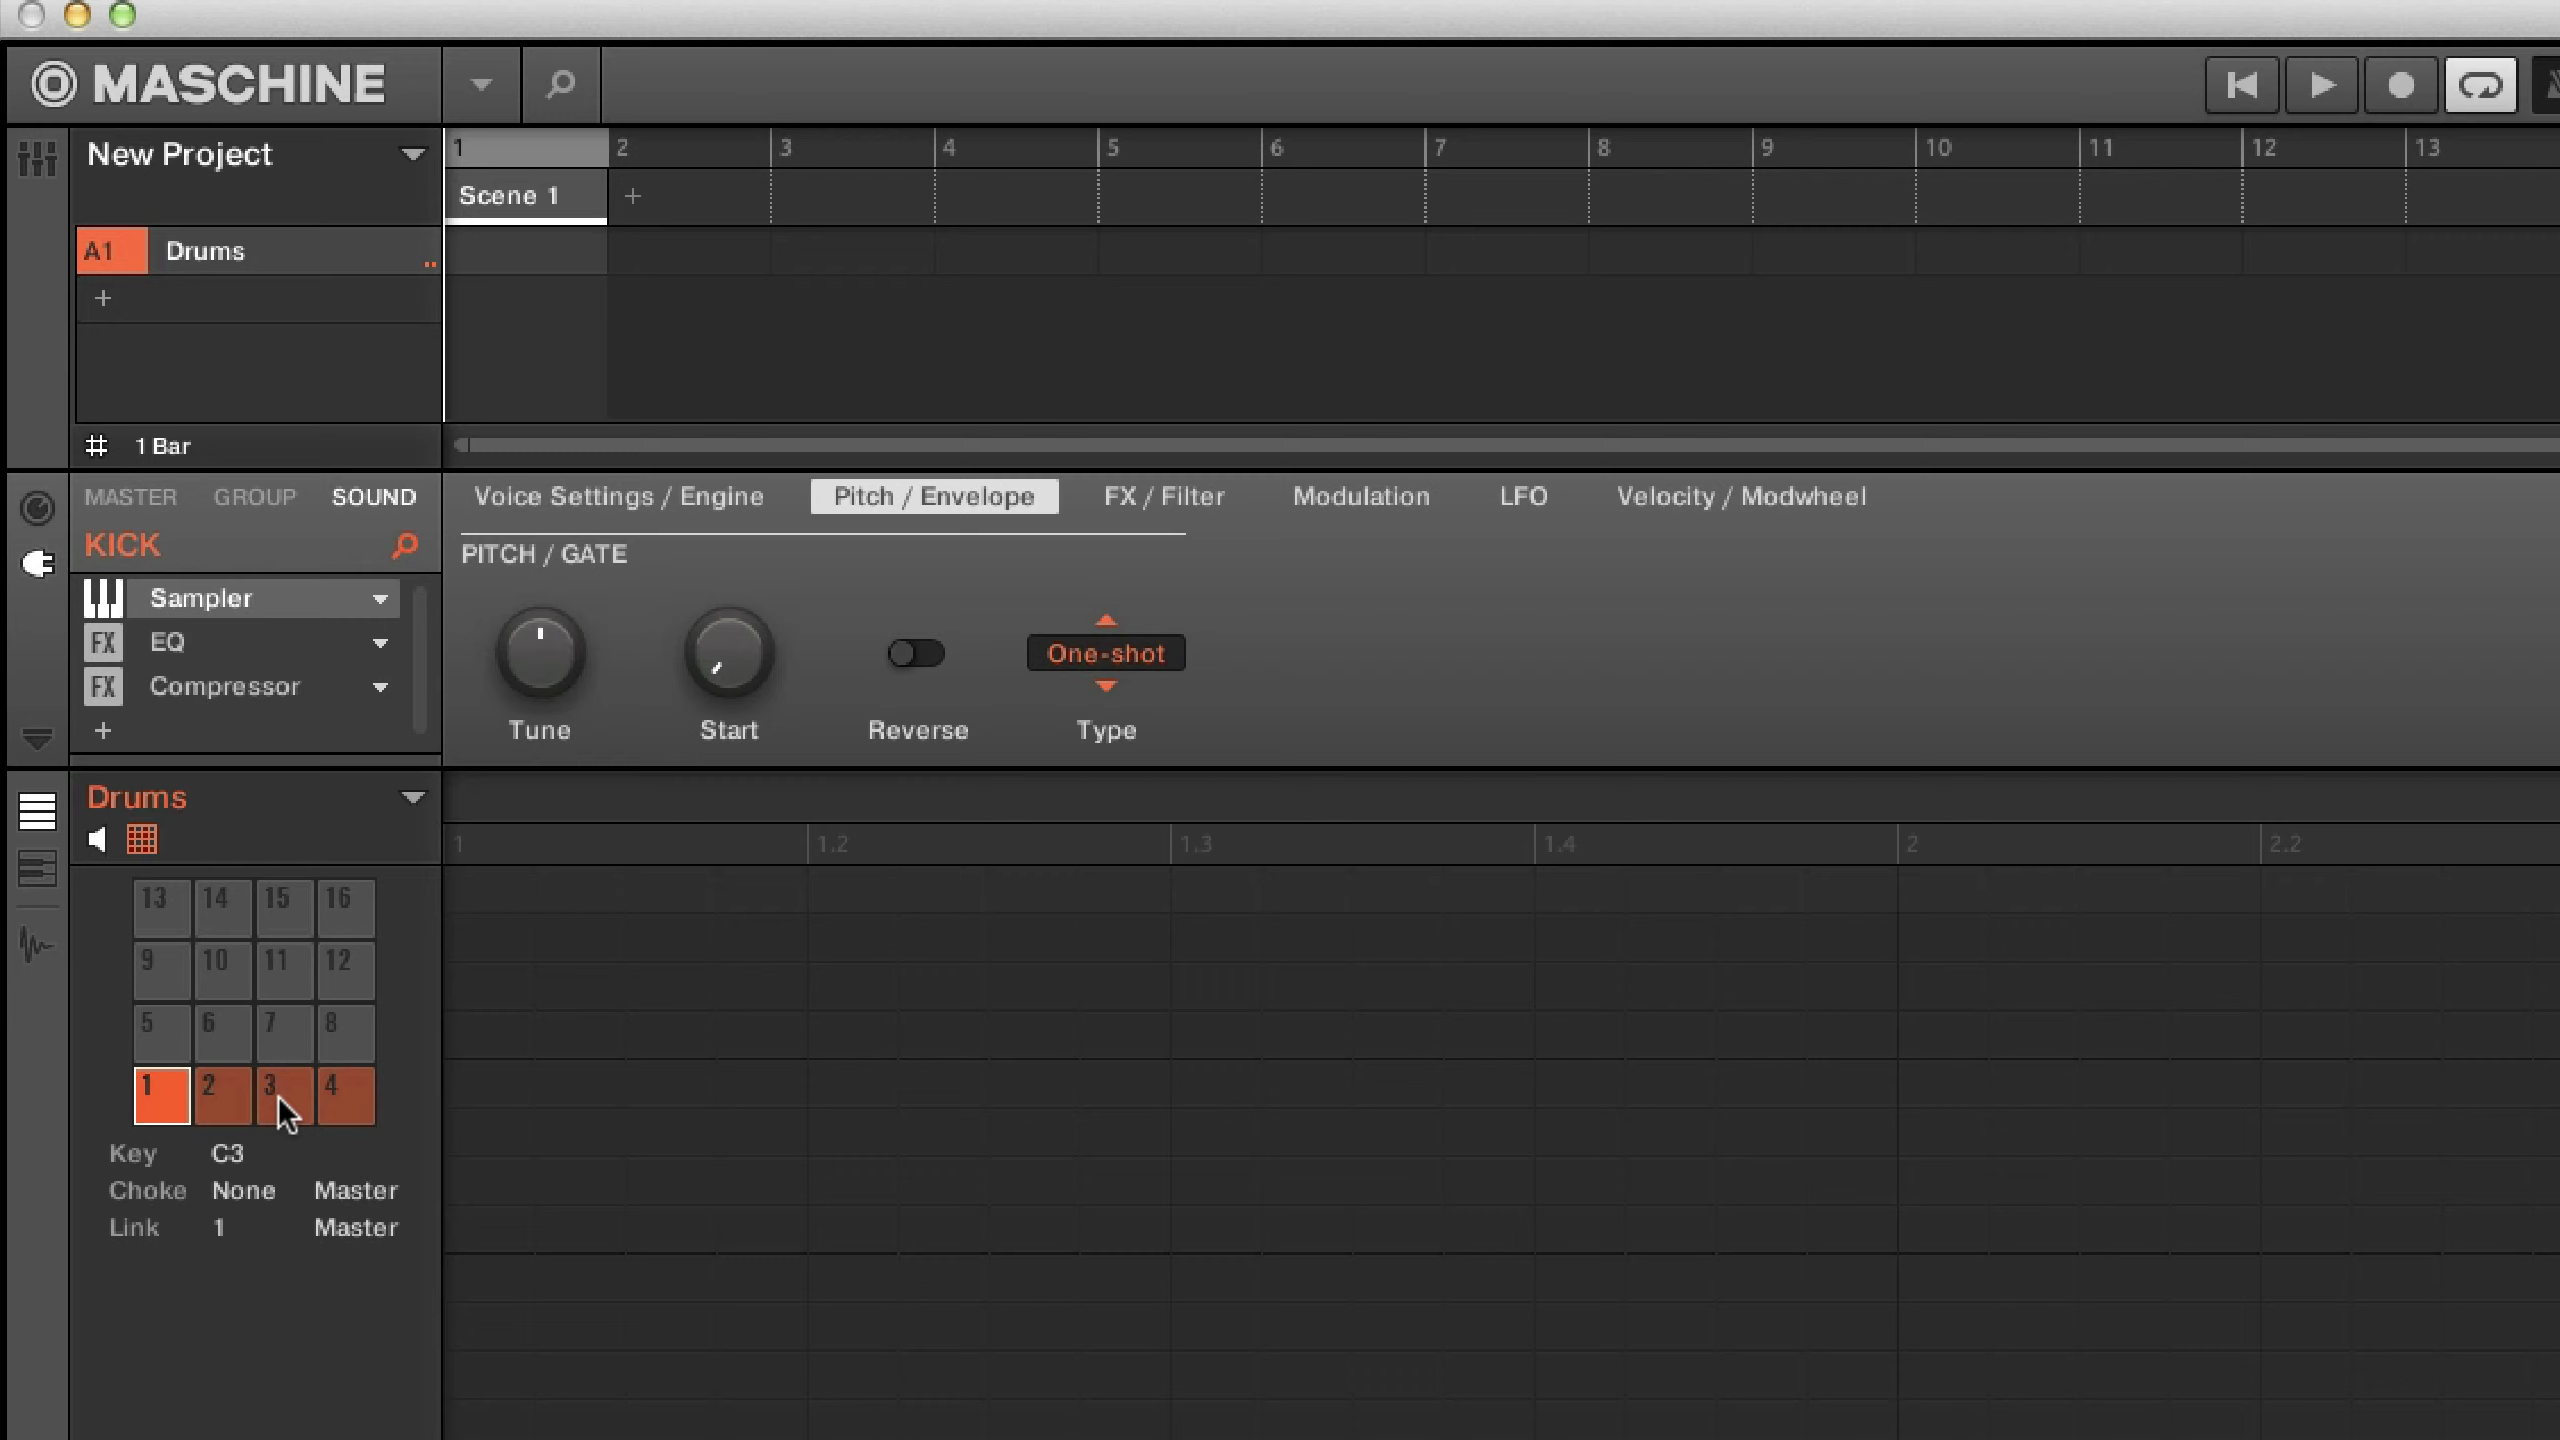 MASCHINE
New Project
1 2 3 4 5 6 7 8 9 10 11 12 13
Scene 1 +
A1 Drums
+
1 Bar
MASTER GROUP SOUND
Voice Settings / Engine Pitch / Envelope FX / Filter Modulation LFO Velocity / Modwheel
KICK
PITCH / GATE
Sampler
FX EQ
FX Compressor
+
One-shot
Tune Start Reverse Type
Drums
1 1.2 1.3 1.4 2 2.2
13 14 15 16
9 10 11 12
5 6 7 8
1 2 3 4
Key C3
Choke None Master
Link 1 Master